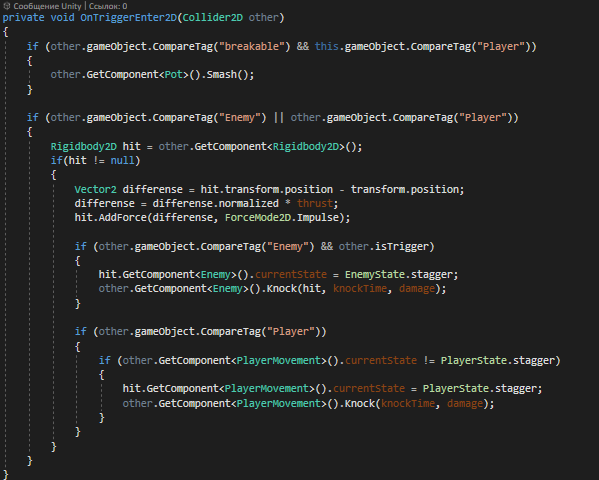 Сообщение Unity | Ссылок: 0
private void OnTriggerEnter2D(Collider2D other)
{
    if (other.gameObject.CompareTag("breakable") && this.gameObject.CompareTag("Player"))
    {
        other.GetComponent<Pot>().Smash();
    }

    if (other.gameObject.CompareTag("Enemy") || other.gameObject.CompareTag("Player"))
    {
        Rigidbody2D hit = other.GetComponent<Rigidbody2D>();
        if(hit != null)
        {
            Vector2 differense = hit.transform.position - transform.position;
            differense = differense.normalized * thrust;
            hit.AddForce(differense, ForceMode2D.Impulse);

            if (other.gameObject.CompareTag("Enemy") && other.isTrigger)
            {
                hit.GetComponent<Enemy>().currentState = EnemyState.stagger;
                other.GetComponent<Enemy>().Knock(hit, knockTime, damage);
            }

            if (other.gameObject.CompareTag("Player"))
            {
                if (other.GetComponent<PlayerMovement>().currentState != PlayerState.stagger)
                {
                    hit.GetComponent<PlayerMovement>().currentState = PlayerState.stagger;
                    other.GetComponent<PlayerMovement>().Knock(knockTime, damage);
                }
            }
        }
    }
}